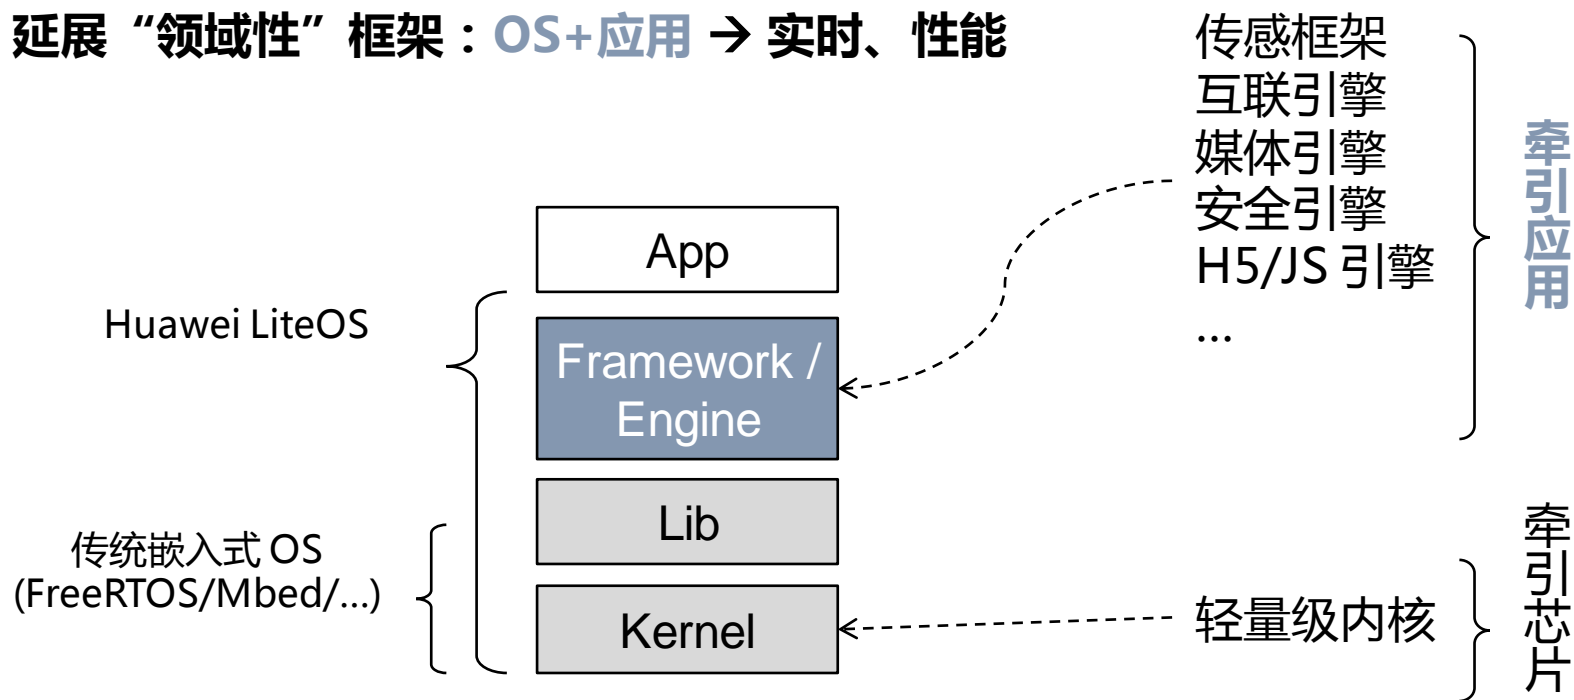 延展“领域性”框架：OS+应用 → 实时、性能
传感框架
互联引擎
媒体引擎
安全引擎
H5/JS 引擎
...
牵引应用
App
Huawei LiteOS
Framework /
Engine
Lib
传统嵌入式 OS
(FreeRTOS/Mbed/...)
Kernel
轻量级内核
牵引芯片